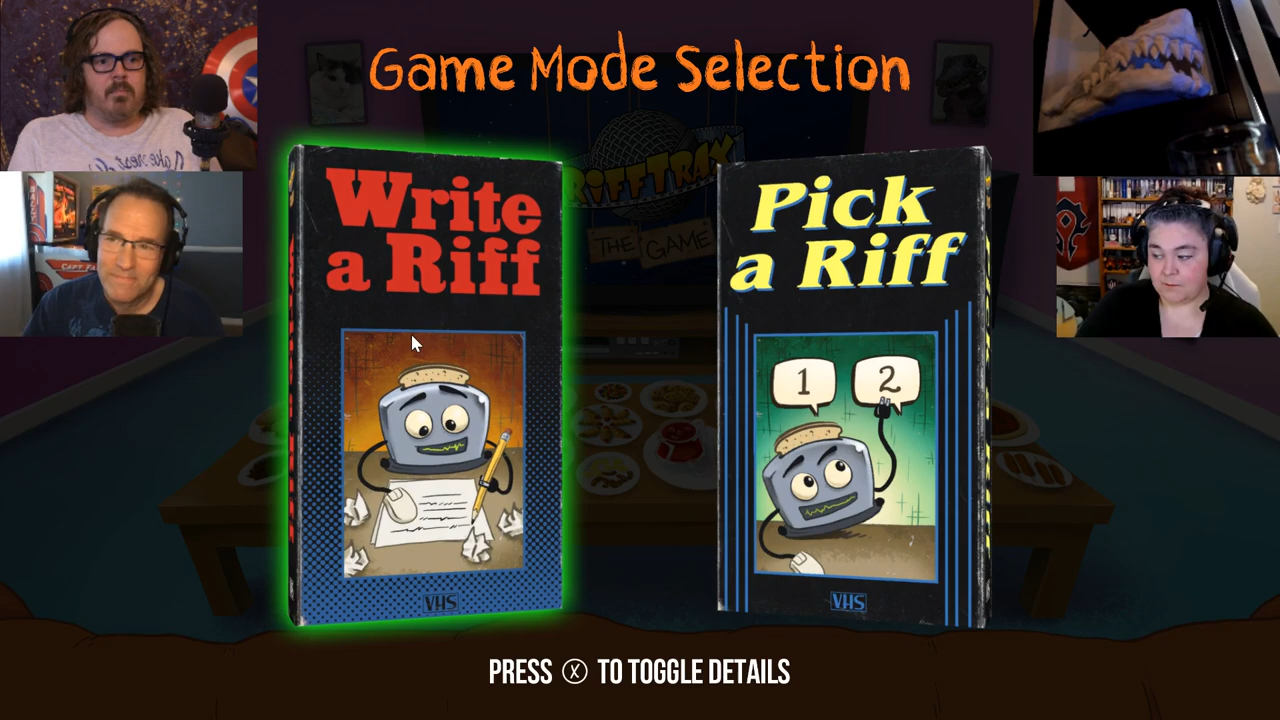 Game Mode Selection
Write
a Riff
Pick
a Riff
RIFFTRAX
THE GAME
1
2
VHS
VHS
PRESS X TO TOGGLE DETAILS